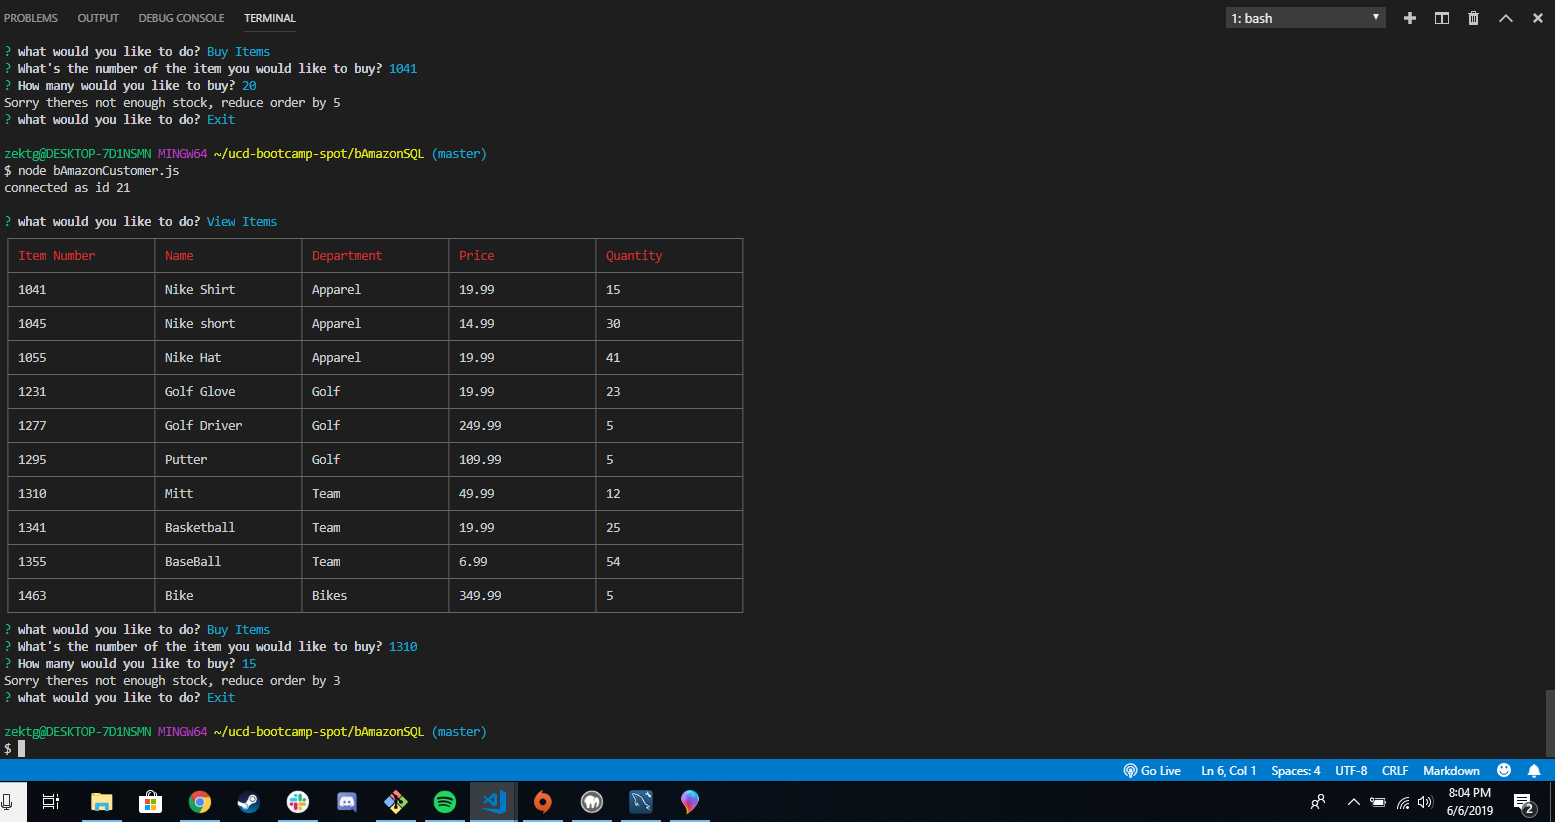 PROBLEMS OUTPUT DEBUG CONSOLE TERMINAL 1: bash
? what would you like to do? Buy Items
? What's the number of the item you would like to buy? 1041
? How many would you like to buy? 20
Sorry theres not enough stock, reduce order by 5
? what would you like to do? Exit
zektg@DESKTOP-7D1NSMN MINGW64 ~/ucd-bootcamp-spot/bAmazonSQL (master)
$ node bAmazonCustomer.js
connected as id 21
? what would you like to do? View Items
Item Number Name Department Price Quantity
1041 Nike Shirt Apparel 19.99 15
1045 Nike short Apparel 14.99 30
1055 Nike Hat Apparel 19.99 41
1231 Golf Glove Golf 19.99 23
1277 Golf Driver Golf 249.99 5
1295 Putter Golf 109.99 5
1310 Mitt Team 49.99 12
1341 Basketball Team 19.99 25
1355 BaseBall Team 6.99 54
1463 Bike Bikes 349.99 5
? what would you like to do? Buy Items
? What's the number of the item you would like to buy? 1310
? How many would you like to buy? 15
Sorry theres not enough stock, reduce order by 3
? what would you like to do? Exit
zektg@DESKTOP-7D1NSMN MINGW64 ~/ucd-bootcamp-spot/bAmazonSQL (master)
$
Go Live Ln 6, Col 1 Spaces: 4 UTF-8 CRLF Markdown
8:04 PM
6/6/2019
2